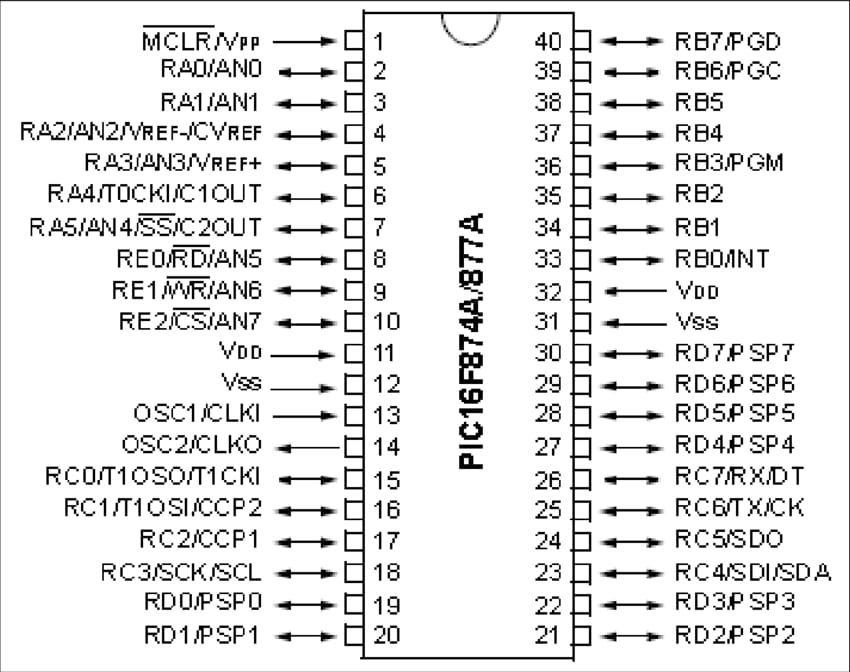 MCLR/VPP 1 40 RB7/PGD
RA0/AN0 2 39 RB6/PGC
RA1/AN1 3 38 RB5
RA2/AN2/VREF-/CVREF 4 37 RB4
RA3/AN3/VREF+ 5 36 RB3/PGM
RA4/T0CKI/C1OUT 6 35 RB2
RA5/AN4/SS/C2OUT 7 34 RB1
RE0/RD/AN5 8 33 RB0/INT
RE1/WR/AN6 9 32 VDD
RE2/CS/AN7 10 31 VSS
VDD 11 30 RD7/PSP7
VSS 12 29 RD6/PSP6
OSC1/CLKI 13 28 RD5/PSP5
OSC2/CLKO 14 27 RD4/PSP4
RC0/T1OSO/T1CKI 15 26 RC7/RX/DT
RC1/T1OSI/CCP2 16 25 RC6/TX/CK
RC2/CCP1 17 24 RC5/SDO
RC3/SCK/SCL 18 23 RC4/SDI/SDA
RD0/PSP0 19 22 RD3/PSP3
RD1/PSP1 20 21 RD2/PSP2
PIC16F874A/877A